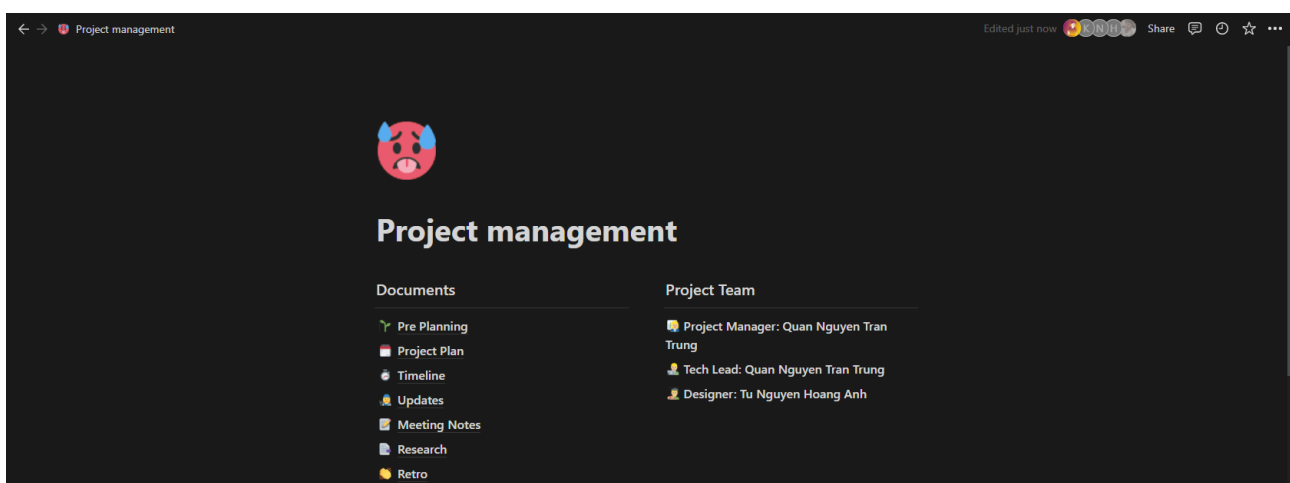 Project management
Edited just now
K
N
H
Share
Project management
Documents
Pre Planning
Project Plan
Timeline
Updates
Meeting Notes
Research
Retro
Project Team
Project Manager: Quan Nguyen Tran
Trung
Tech Lead: Quan Nguyen Tran Trung
Designer: Tu Nguyen Hoang Anh